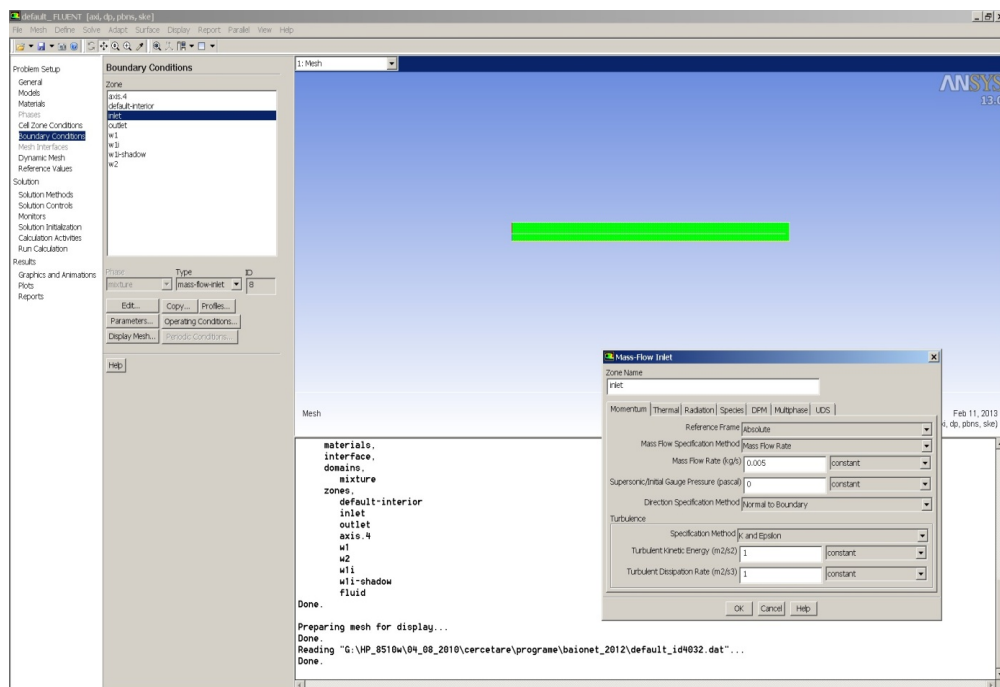 default_ FLUENT [axi, dp, pbns, ske]
File Mesh Define Solve Adapt Surface Display Report Parallel View Help
Problem Setup
General
Models
Materials
Phases
Cell Zone Conditions
Boundary Conditions
Mesh Interfaces
Dynamic Mesh
Reference Values
Solution
Solution Methods
Solution Controls
Monitors
Solution Initialization
Calculation Activities
Run Calculation
Results
Graphics and Animations
Plots
Reports
Boundary Conditions
Zone
axis.4
default-interior
inlet
outlet
w1
w1i
w1i-shadow
w2
Phase Type ID
mixture mass-flow-inlet 8
Edit... Copy... Profiles...
Parameters... Operating Conditions...
Display Mesh... Periodic Conditions...
Help
1: Mesh
ANSYS
13.0
Mesh
Feb 11, 2013
i, dp, pbns, ske)
materials,
interface,
domains,
mixture
zones,
default-interior
inlet
outlet
axis.4
w1
w2
w1i
w1i-shadow
fluid
Done.
Preparing mesh for display...
Done.
Reading "G:\HP_8510w\04_08_2010\cercetare\programe\baionet_2012\default_id4032.dat"...
Done.
Mass-Flow Inlet
Zone Name
inlet
Momentum Thermal Radiation Species DPM Multiphase UDS
Reference Frame Absolute
Mass Flow Specification Method Mass Flow Rate
Mass Flow Rate (kg/s) 0.005 constant
Supersonic/Initial Gauge Pressure (pascal) 0 constant
Direction Specification Method Normal to Boundary
Turbulence
Specification Method K and Epsilon
Turbulent Kinetic Energy (m2/s2) 1 constant
Turbulent Dissipation Rate (m2/s3) 1 constant
OK Cancel Help